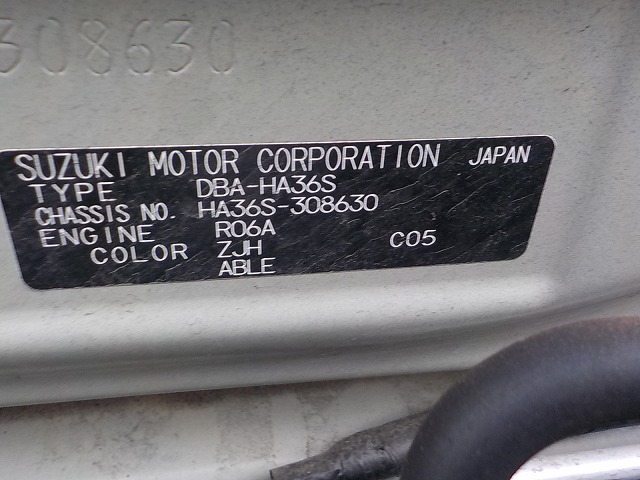 308630
SUZUKI MOTOR CORPORATION JAPAN
TYPE DBA-HA36S
CHASSIS NO. HA36S-308630
ENGINE R06A
COLOR ZJH C05
ABLE